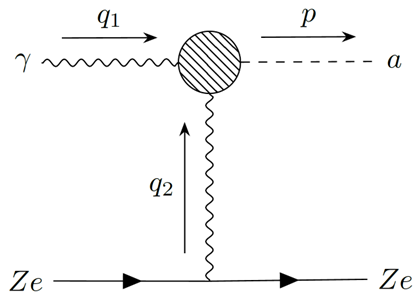 q₁ p
γ a
q₂
Ze Ze